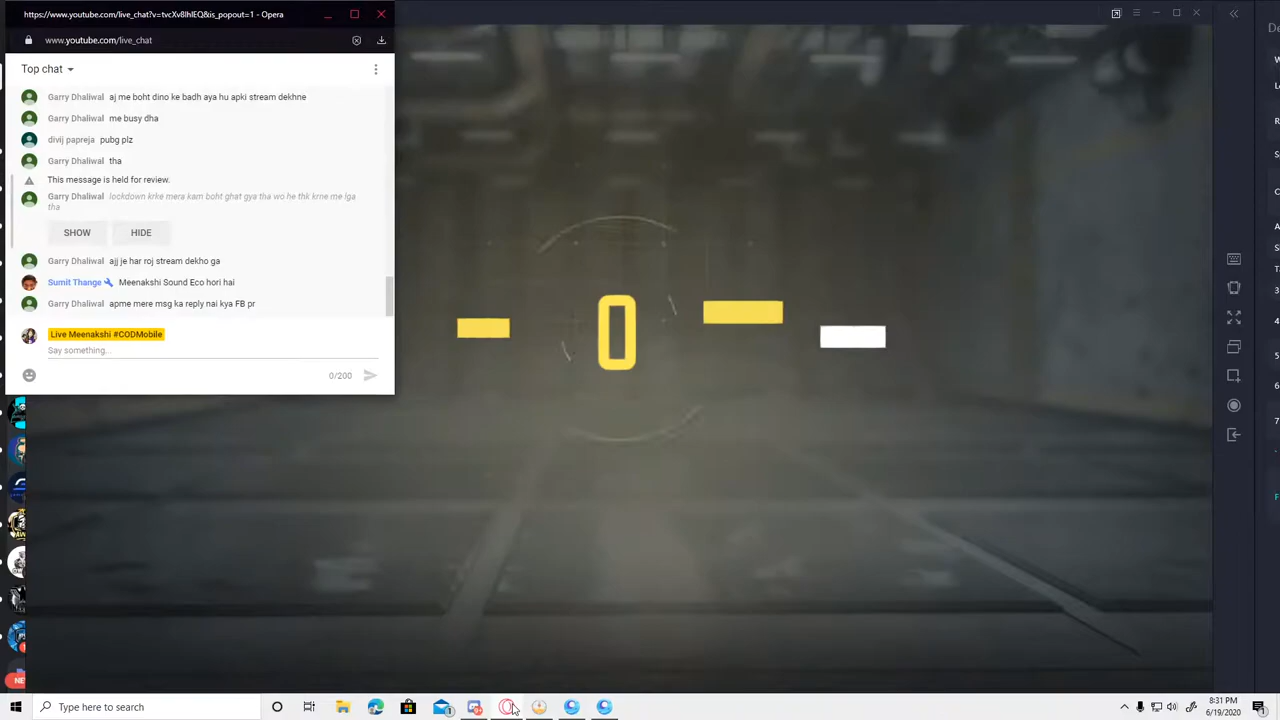 https://www.youtube.com/live_chat?v=tvcXv8lhlEQ&is_popout=1 - Opera
www.youtube.com/live_chat
Top chat
Garry Dhaliwal aj me boht dino ke badh aya hu apki stream dekhne
Garry Dhaliwal me busy dha
divij papreja pubg plz
Garry Dhaliwal tha
This message is held for review.
Garry Dhaliwal lockdown krke mera kam boht ghat gya tha wo he thk krne me lga
tha
SHOW HIDE
Garry Dhaliwal ajj je har roj stream dekho ga
Sumit Thange Meenakshi Sound Eco hori hai
Garry Dhaliwal apme mere msg ka reply nai kya FB pr
Live Meenakshi #CODMobile
Say something...
0/200
0
NEW
Type here to search
8:31 PM
6/19/2020